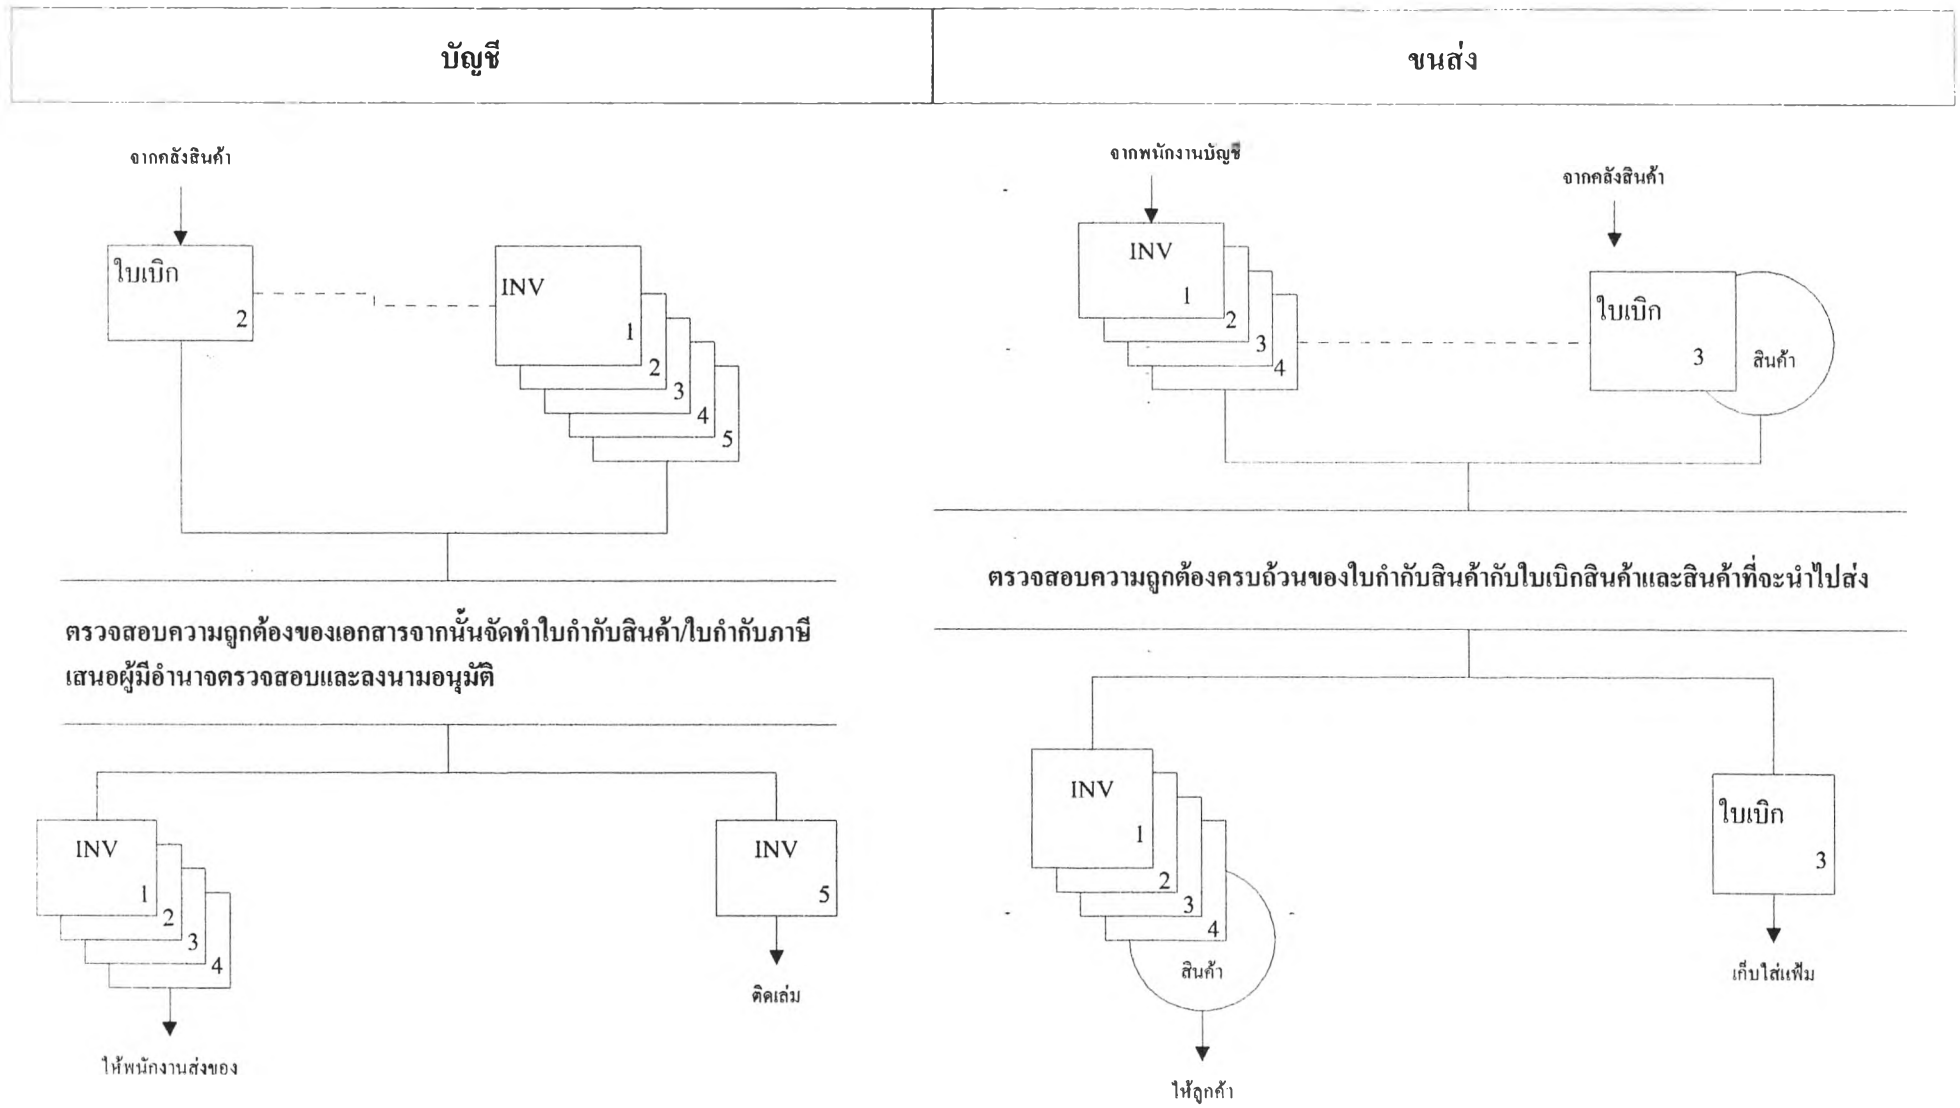 บัญชี
ขนส่ง
จากคลังสินค้า
ใบเบิก
2
INV
1
2
3
4
5
ตรวจสอบความถูกต้องของเอกสารจากนั้นจัดทำใบกำกับสินค้า/ใบกำกับภาษี
เสนอผู้มีอำนาจตรวจสอบและลงนามอนุมัติ
INV
1
2
3
4
ให้พนักงานส่งของ
INV
5
ติดเล่ม
จากพนักงานบัญชี
INV
1
2
3
4
จากคลังสินค้า
ใบเบิก
3
สินค้า
ตรวจสอบความถูกต้องครบถ้วนของใบกำกับสินค้ากับใบเบิกสินค้าและสินค้าที่จะนำไปส่ง
INV
1
2
3
4
สินค้า
ให้ลูกค้า
ใบเบิก
3
เก็บใส่แฟ้ม